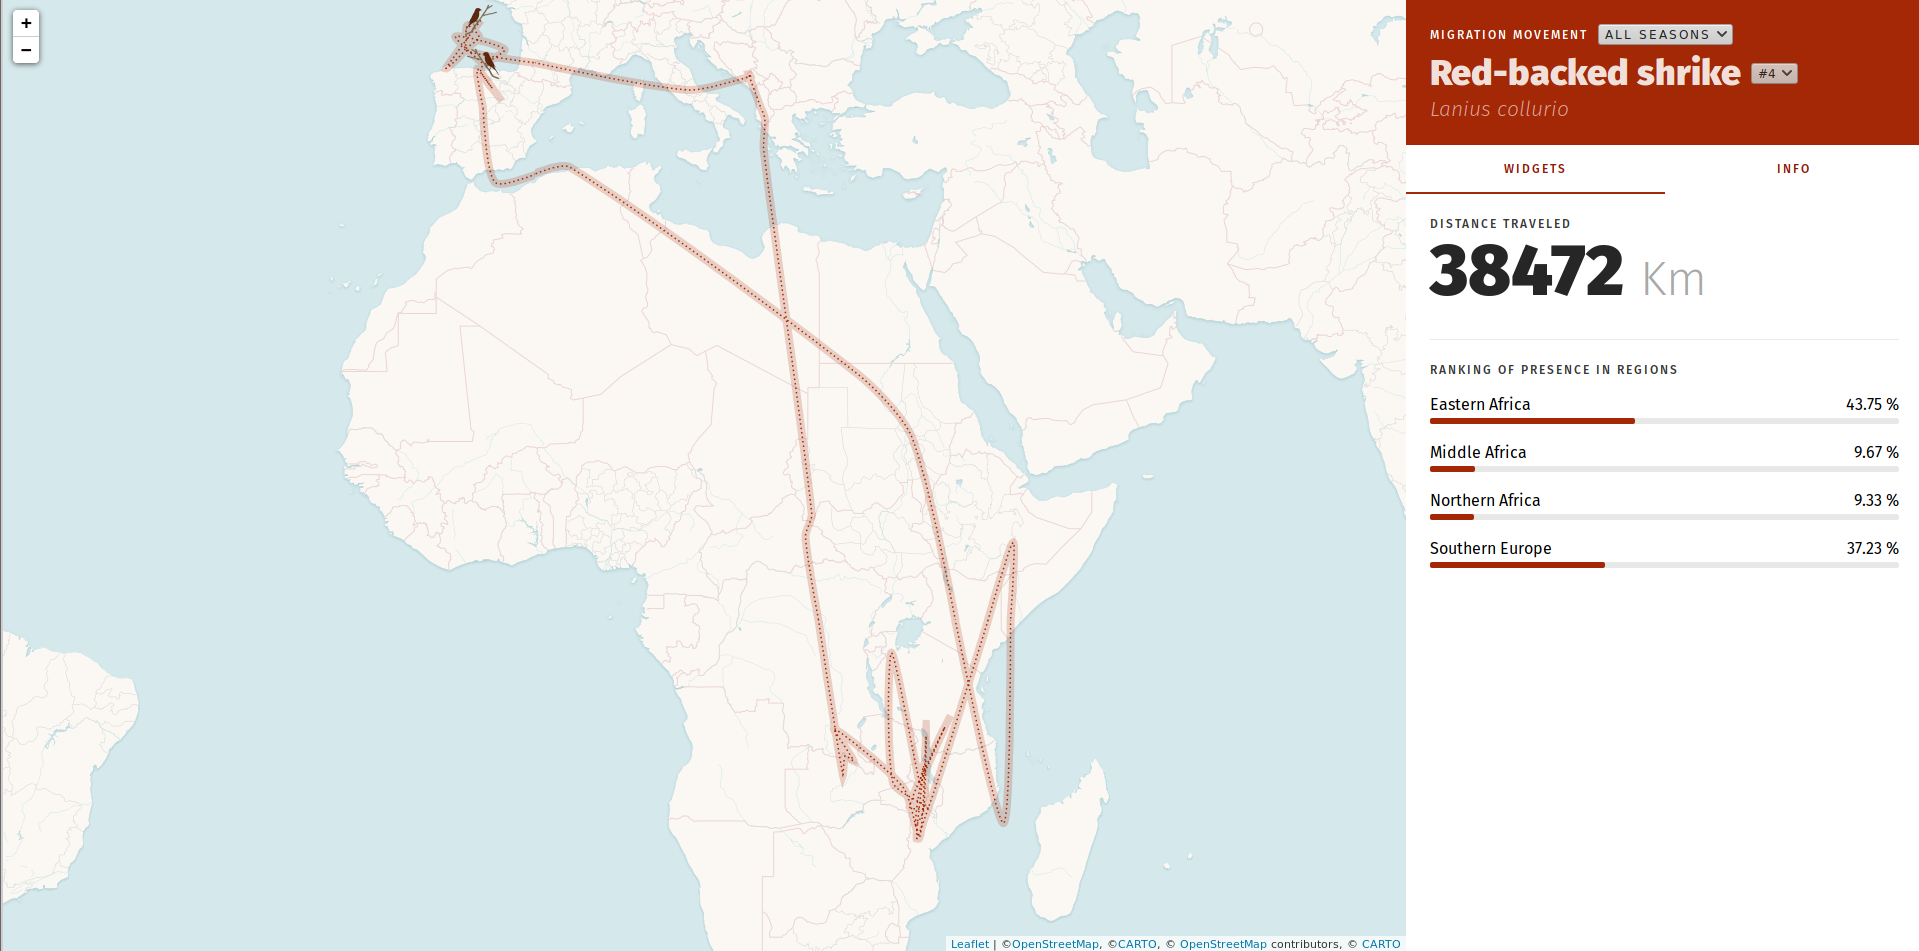 +
−
MIGRATION MOVEMENT ALL SEASONS
Red-backed shrike #4
Lanius collurio
WIDGETS INFO
DISTANCE TRAVELED
38472 Km
RANKING OF PRESENCE IN REGIONS
Eastern Africa 43.75 %
Middle Africa 9.67 %
Northern Africa 9.33 %
Southern Europe 37.23 %
Leaflet | ©OpenStreetMap, ©CARTO, © OpenStreetMap contributors, © CARTO